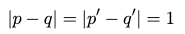 |p − q| = |p′ − q′| = 1